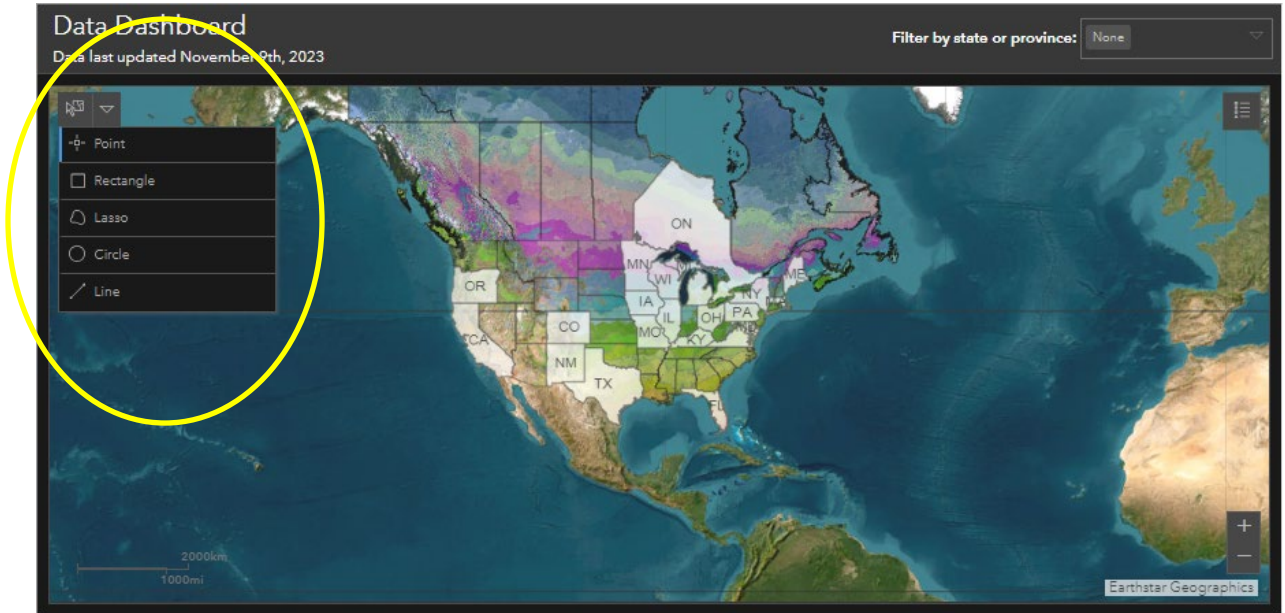 Data Dashboard
Data last updated November 9th, 2023
Filter by state or province: None
Point
Rectangle
Lasso
Circle
Line
ON
MN
WI
MI
ME
OR
IA
NY
IL
OH
PA
CA
CO
MO
KY
NM
TX
FL
2000km
1000mi
+
−
Earthstar Geographics